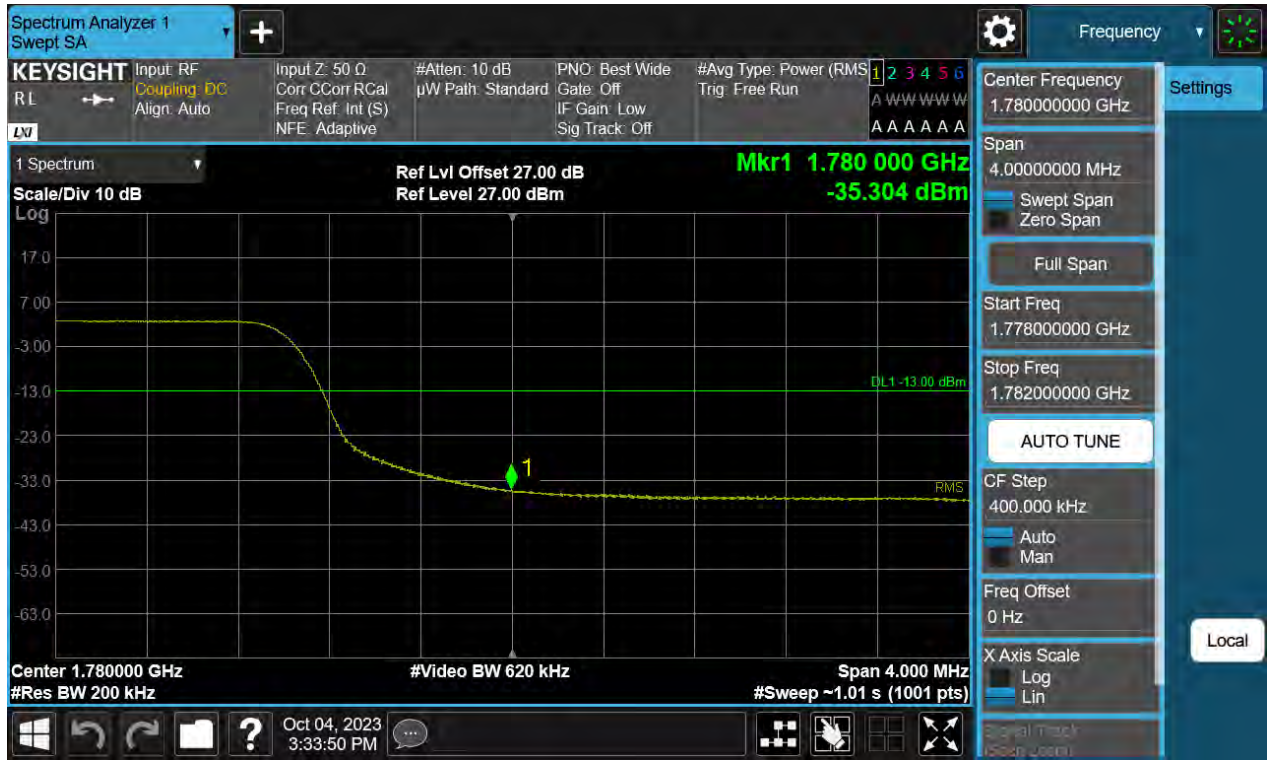 Spectrum Analyzer 1
Swept SA
+
Frequency
KEYSIGHT
RL
LXI
Input: RF
Coupling: DC
Align: Auto
Input Z: 50 Ω
Corr CCorr RCal
Freq Ref: Int (S)
NFE: Adaptive
#Atten: 10 dB
µW Path: Standard
PNO: Best Wide
Gate: Off
IF Gain: Low
Sig Track: Off
#Avg Type: Power (RMS
Trig: Free Run
1 2 3 4 5 6
A W W W W W
A A A A A A
1 Spectrum
Scale/Div 10 dB
Log
Ref Lvl Offset 27.00 dB
Ref Level 27.00 dBm
Mkr1 1.780 000 GHz
-35.304 dBm
17.0
7.00
-3.00
-13.0
-23.0
-33.0
-43.0
-53.0
-63.0
DL1 -13.00 dBm
1
RMS
Center 1.780000 GHz
#Res BW 200 kHz
#Video BW 620 kHz
Span 4.000 MHz
#Sweep ~1.01 s (1001 pts)
Center Frequency
1.780000000 GHz
Settings
Span
4.00000000 MHz
Swept Span
Zero Span
Full Span
Start Freq
1.778000000 GHz
Stop Freq
1.782000000 GHz
AUTO TUNE
CF Step
400.000 kHz
Auto
Man
Freq Offset
0 Hz
X Axis Scale
Log
Lin
Signal Track
(Span Zoom)
Local
?
Oct 04, 2023
3:33:50 PM